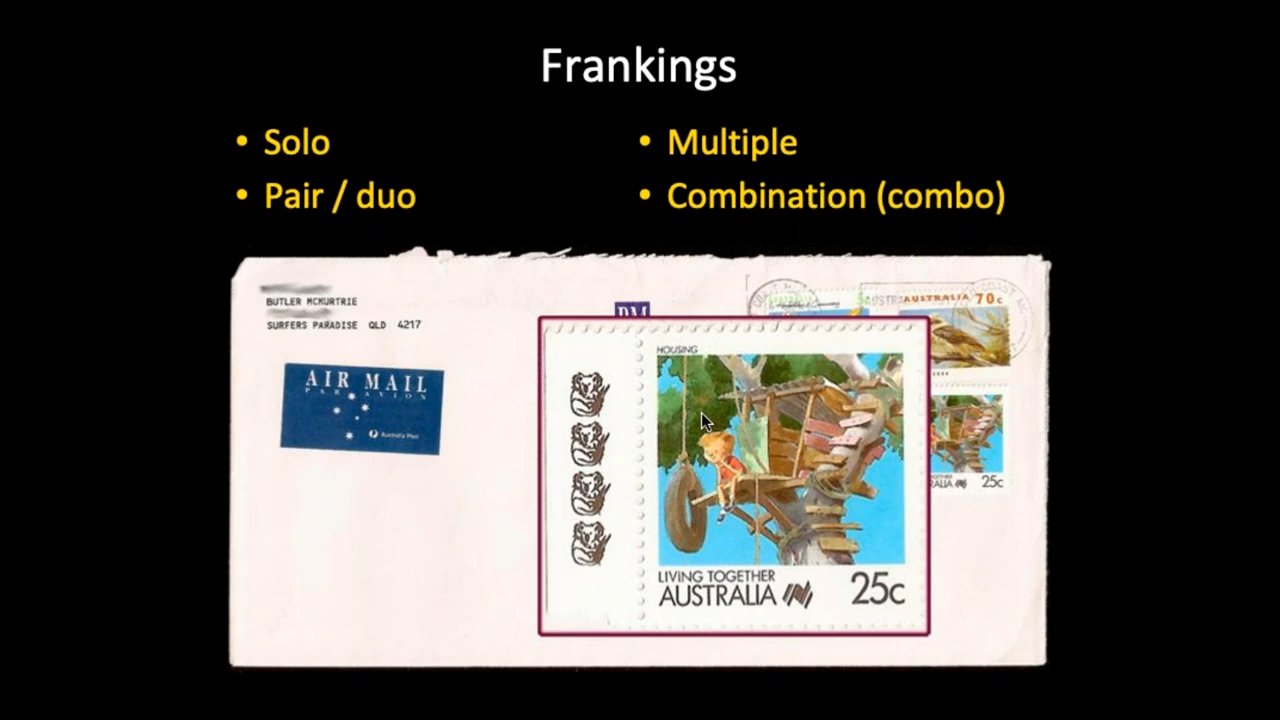 Frankings
• Solo
• Pair / duo
• Multiple
• Combination (combo)
BUTLER MCMURTRIE
SURFERS PARADISE QLD 4217
AIR MAIL
PAR AVION
Australia Post
AUSTRALIA 70c
HOUSING
LIVING TOGETHER
AUSTRALIA
25c
25c